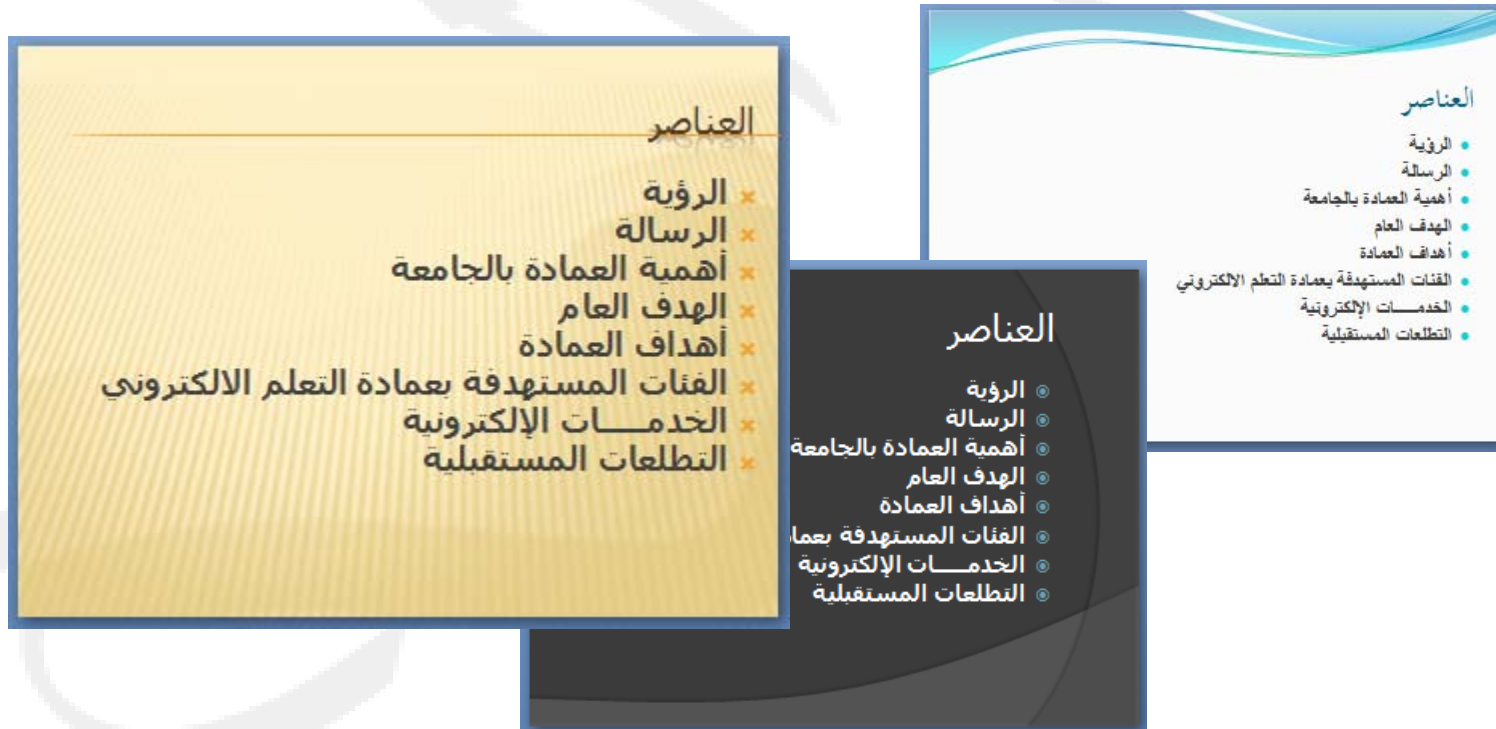 العناصر
الرؤية
الرسالة
أهمية العمادة بالجامعة
الهدف العام
أهداف العمادة
الفئات المستهدفة بعمادة التعلم الالكتروني
الخدمـــــات الإلكترونية
التطلعات المستقبلية
العناصر
الرؤية
الرسالة
أهمية العمادة بالجامعة
الهدف العام
أهداف العمادة
الفئات المستهدفة بعما
الخدمـــــات الإلكترونية
التطلعات المستقبلية
العناصر
الرؤية
الرسالة
أهمية العمادة بالجامعة
الهدف العام
أهداف العمادة
الفئات المستهدفة بعمادة التعلم الالكتروني
الخدمـــــات الإلكترونية
التطلعات المستقبلية